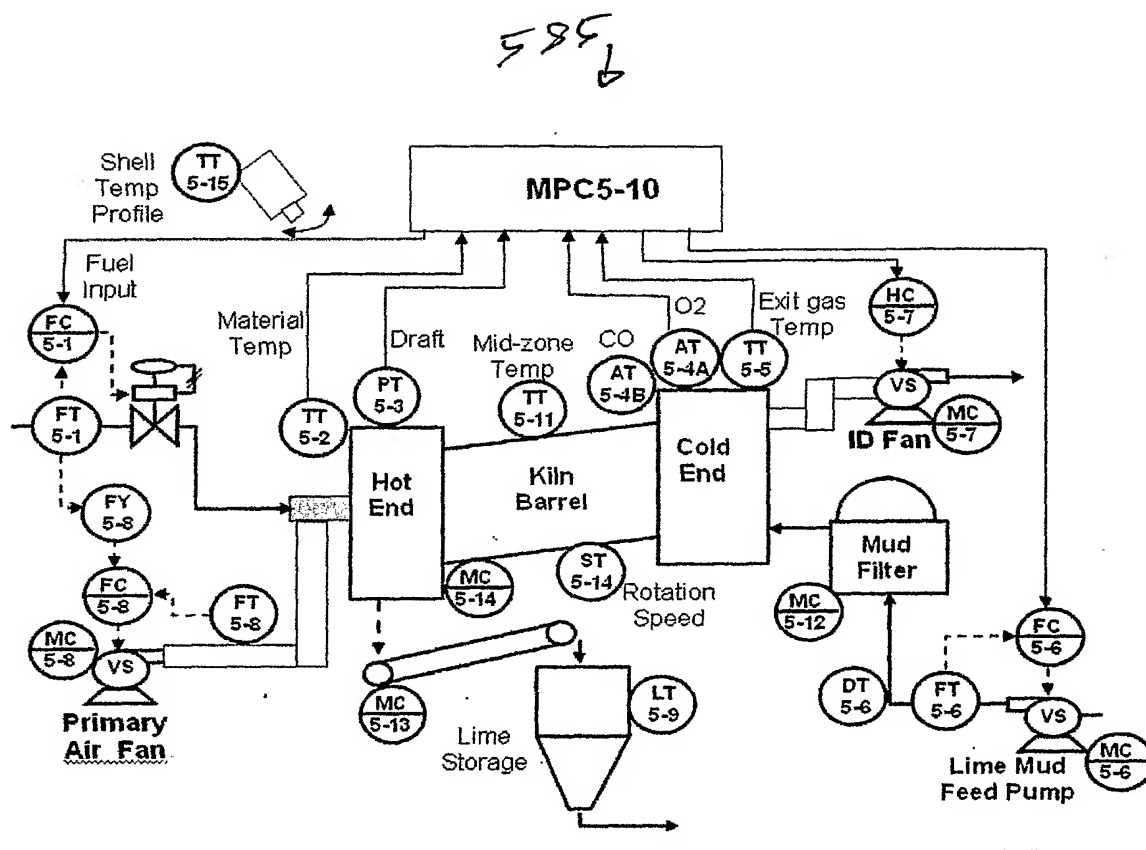 585
MPC5-10
Shell
Temp
Profile
TT
5-15
Fuel
Input
FC
5-1
FT
5-1
Material
Temp
TT
5-2
Draft
PT
5-3
Mid-zone
Temp
TT
5-11
CO
AT
5-4B
O2
AT
5-4A
Exit gas
Temp
TT
5-5
HC
5-7
VS
MC
5-7
ID Fan
Hot
End
Kiln
Barrel
Cold
End
FY
5-8
FC
5-8
FT
5-8
MC
5-8
VS
Primary
Air Fan
MC
5-14
ST
5-14
Rotation
Speed
MC
5-13
Lime
Storage
LT
5-9
Mud
Filter
MC
5-12
FC
5-6
DT
5-6
FT
5-6
VS
MC
5-6
Lime Mud
Feed Pump